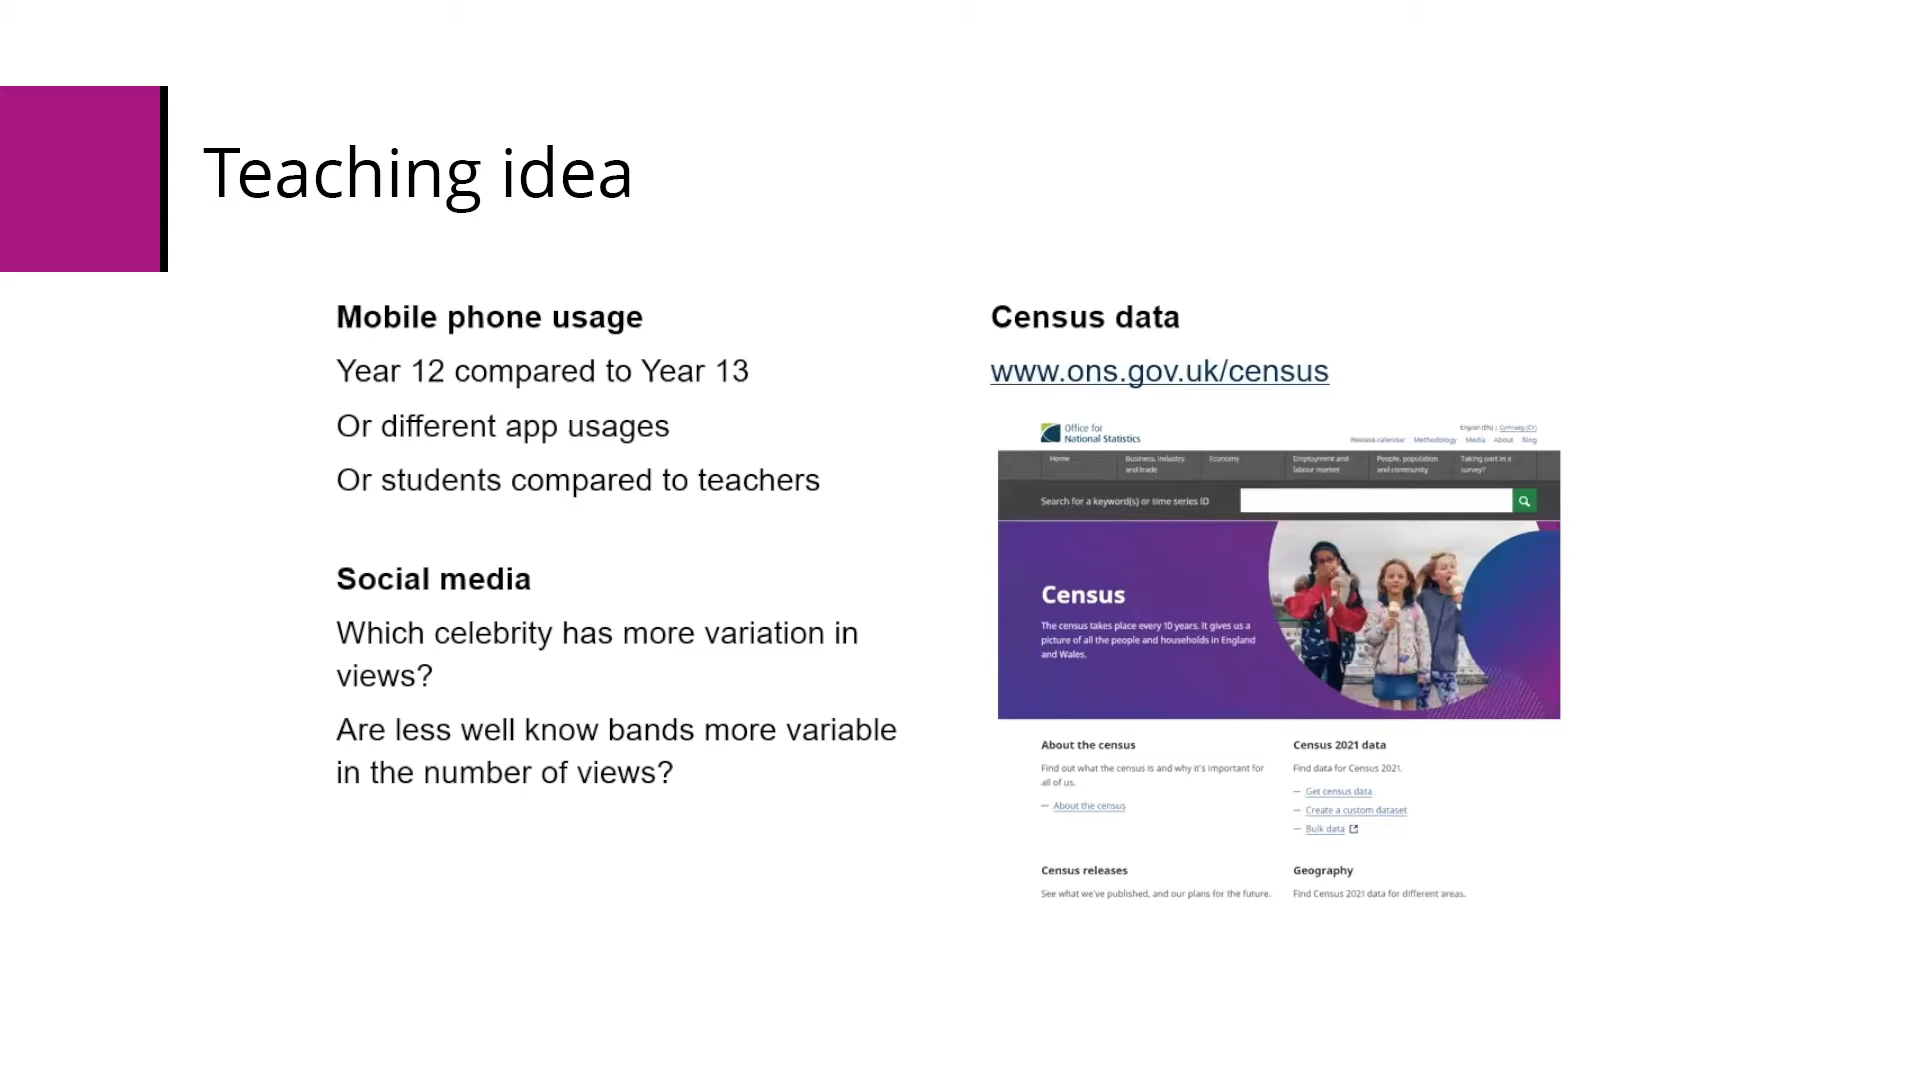 Teaching idea
Mobile phone usage
Year 12 compared to Year 13
Or different app usages
Or students compared to teachers
Social media
Which celebrity has more variation in
views?
Are less well know bands more variable
in the number of views?
Census data
www.ons.gov.uk/census
Office for
National Statistics
English (EN) | Cymraeg (CY)
Release calendar Methodology Media About Blog
Home
Business, industry
and trade
Economy
Employment and
labour market
People, population
and community
Taking part in a
survey?
Search for a keyword(s) or time series ID
Census
The census takes place every 10 years. It gives us a
picture of all the people and households in England
and Wales.
About the census
Find out what the census is and why it's important for
all of us.
— About the census
Census 2021 data
Find data for Census 2021.
— Get census data
— Create a custom dataset
— Bulk data
Census releases
See what we've published, and our plans for the future.
Geography
Find Census 2021 data for different areas.